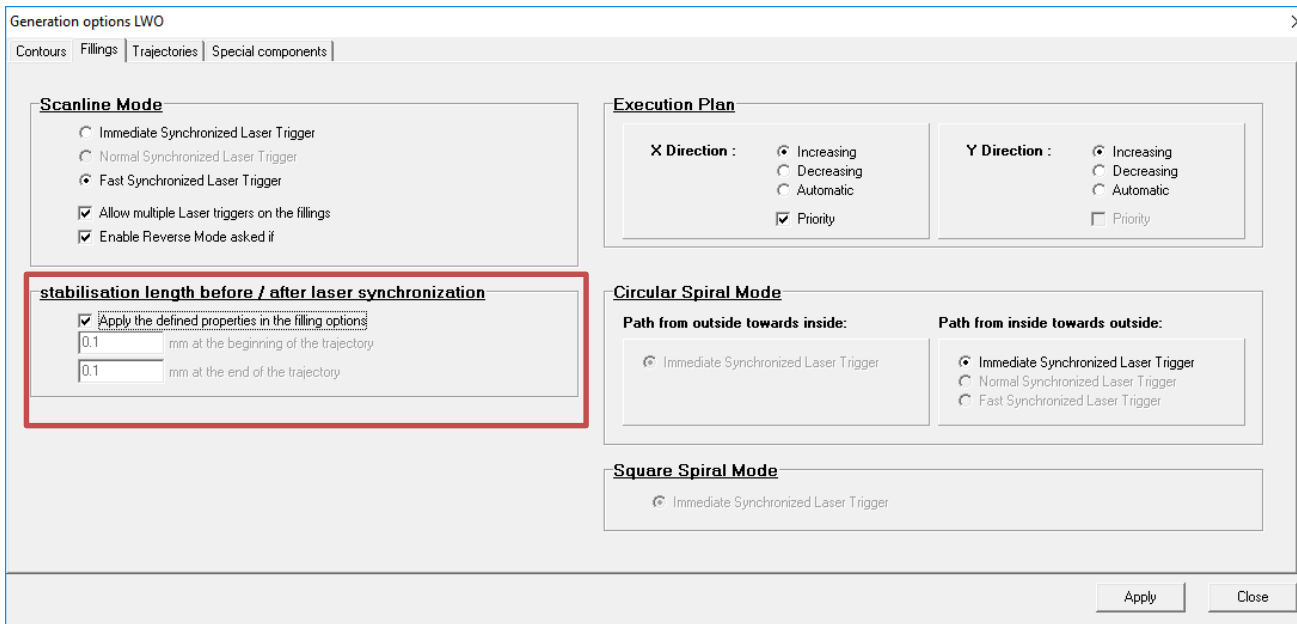 Generation options LWO
Contours Fillings Trajectories Special components
Scanline Mode
Immediate Synchronized Laser Trigger
Normal Synchronized Laser Trigger
Fast Synchronized Laser Trigger
Allow multiple Laser triggers on the fillings
Enable Reverse Mode asked if
stabilisation length before / after laser synchronization
Apply the defined properties in the filling options
0.1 mm at the beginning of the trajectory
0.1 mm at the end of the trajectory
Execution Plan
X Direction :
Increasing
Decreasing
Automatic
Priority
Y Direction :
Increasing
Decreasing
Automatic
Priority
Circular Spiral Mode
Path from outside towards inside:
Immediate Synchronized Laser Trigger
Path from inside towards outside:
Immediate Synchronized Laser Trigger
Normal Synchronized Laser Trigger
Fast Synchronized Laser Trigger
Square Spiral Mode
Immediate Synchronized Laser Trigger
Apply Close